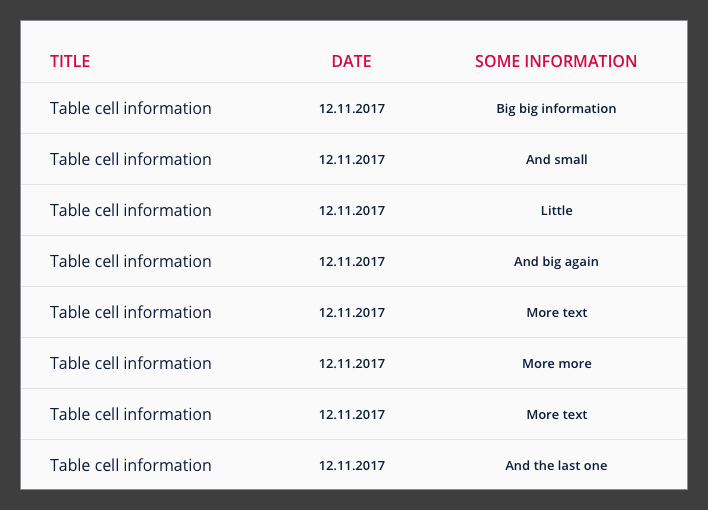 TITLE DATE SOME INFORMATION
Table cell information 12.11.2017 Big big information
Table cell information 12.11.2017 And small
Table cell information 12.11.2017 Little
Table cell information 12.11.2017 And big again
Table cell information 12.11.2017 More text
Table cell information 12.11.2017 More more
Table cell information 12.11.2017 More text
Table cell information 12.11.2017 And the last one